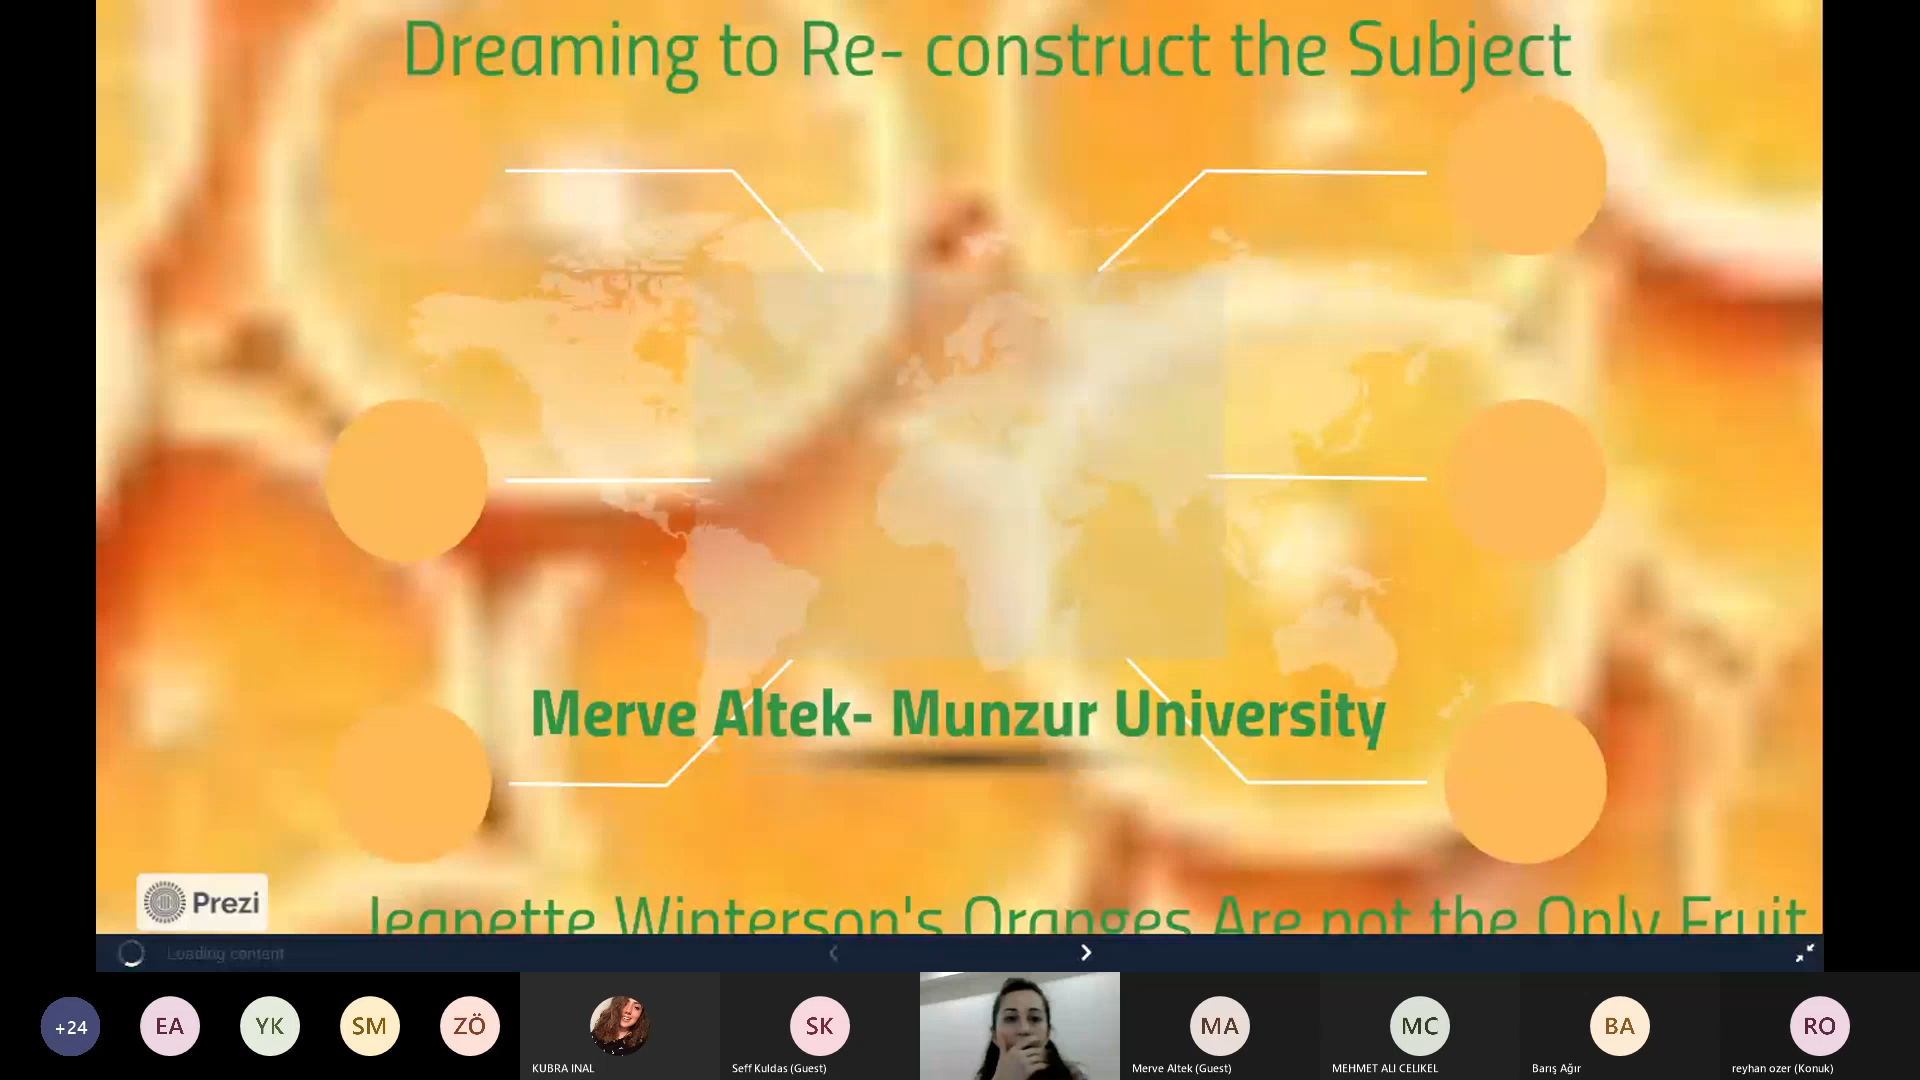 Dreaming to Re- construct the Subject
Merve Altek- Munzur University
Prezi
Jeanette Winterson's Oranges Are not the Only Fruit
Loading content
+24
EA
YK
SM
ZÖ
KUBRA INAL
SK
Seff Kuldas (Guest)
MA
Merve Altek (Guest)
MC
MEHMET ALI CELIKEL
BA
Barış Ağır
RO
reyhan ozer (Konuk)